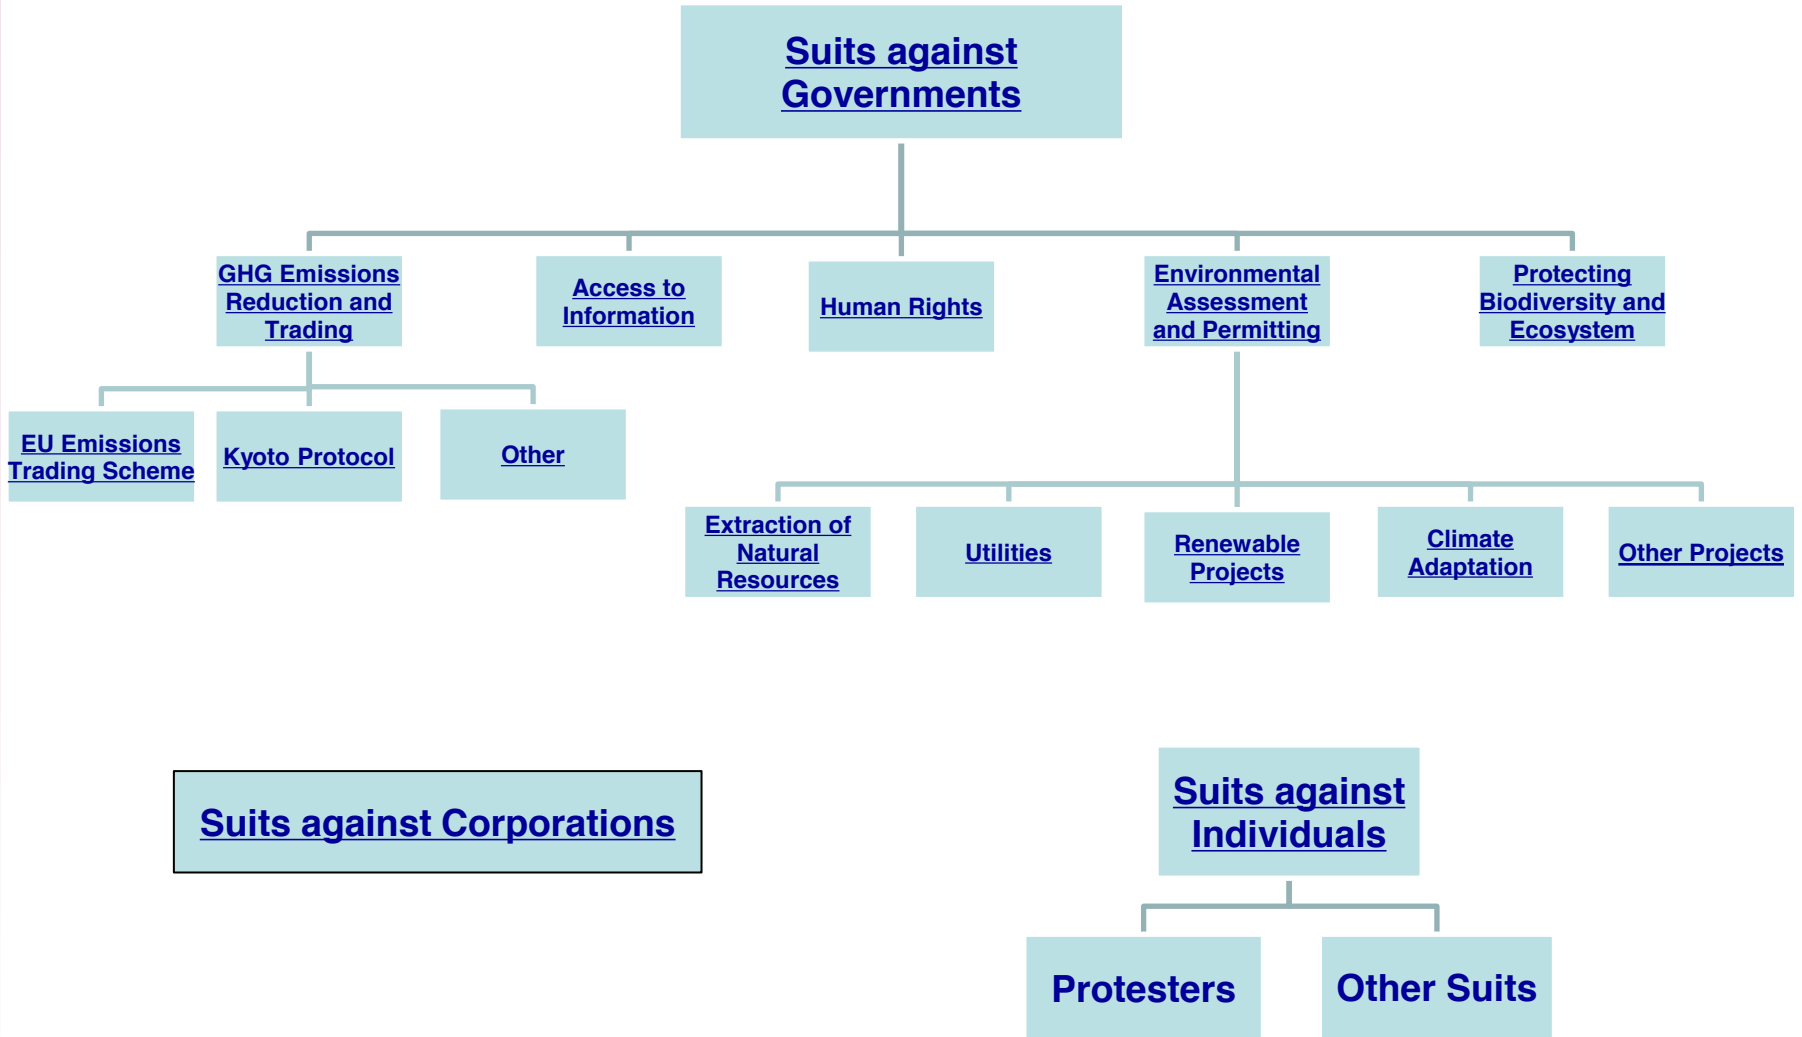 Suits against
Governments
GHG Emissions
Reduction and
Trading
Access to
Information
Human Rights
Environmental
Assessment
and Permitting
Protecting
Biodiversity and
Ecosystem
EU Emissions
Trading Scheme
Kyoto Protocol
Other
Extraction of
Natural
Resources
Utilities
Renewable
Projects
Climate
Adaptation
Other Projects
Suits against Corporations
Suits against
Individuals
Protesters
Other Suits